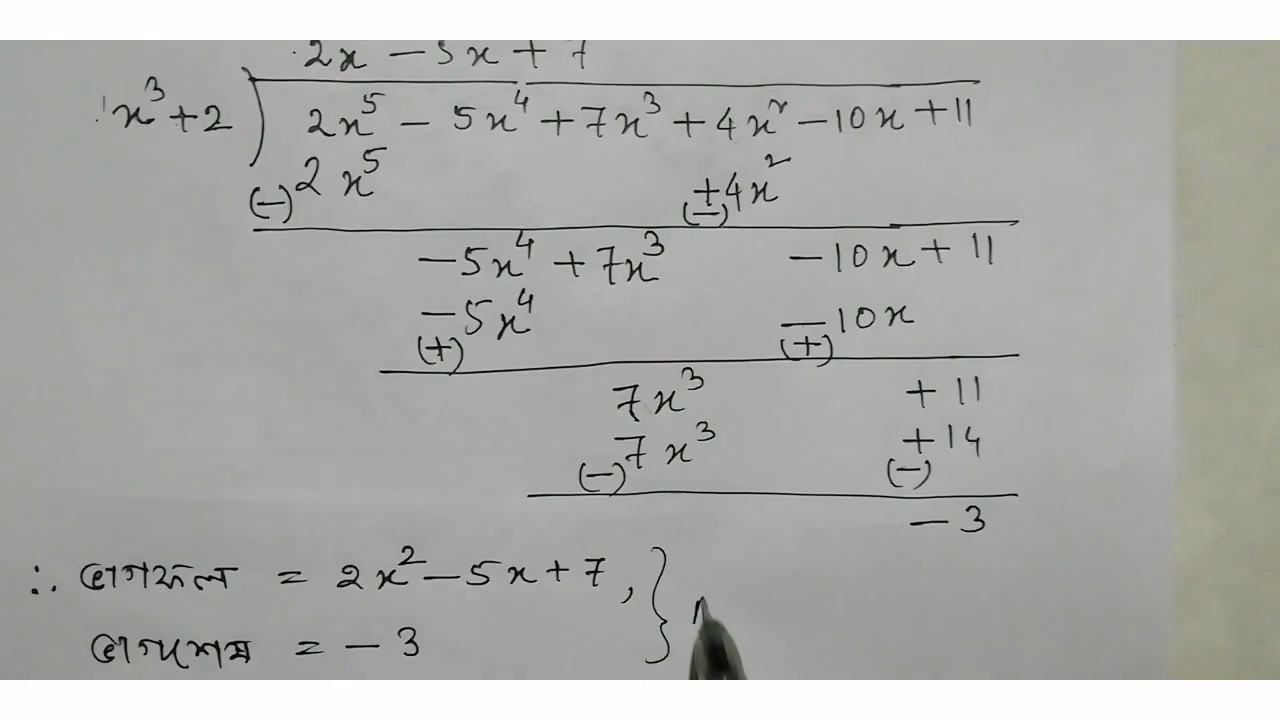 2x - 5x + 7
x³+2) 2x⁵ - 5x⁴ + 7x³ + 4x² - 10x + 11
(-) 2x⁵ (-) +4x²
-5x⁴ + 7x³ - 10x + 11
(+) -5x⁴ (+) -10x
7x³ + 11
(-) 7x³ (-) +14
- 3
∴ ভাগফল = 2x² - 5x + 7, }
ভাগশেষ = - 3